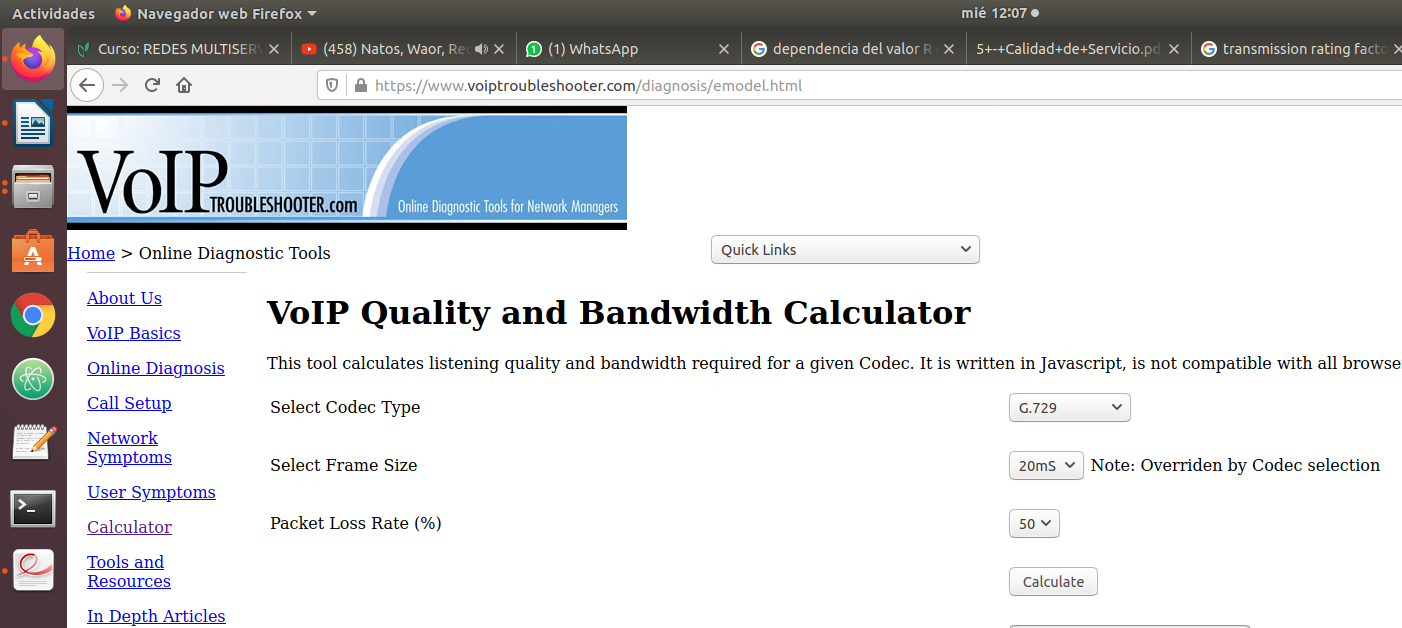 Actividades Navegador web Firefox mié 12:07
Curso: REDES MULTISER (458) Natos, Waor, Rec (1) WhatsApp dependencia del valor R 5+-+Calidad+de+Servicio.pd transmission rating facto
https://www.voiptroubleshooter.com/diagnosis/emodel.html
VoIP TROUBLESHOOTER.com Online Diagnostic Tools for Network Managers
Home > Online Diagnostic Tools Quick Links
About Us
VoIP Basics
Online Diagnosis
Call Setup
Network
Symptoms
User Symptoms
Calculator
Tools and
Resources
In Depth Articles
VoIP Quality and Bandwidth Calculator
This tool calculates listening quality and bandwidth required for a given Codec. It is written in Javascript, is not compatible with all browse
Select Codec Type G.729
Select Frame Size 20mS Note: Overriden by Codec selection
Packet Loss Rate (%) 50
Calculate